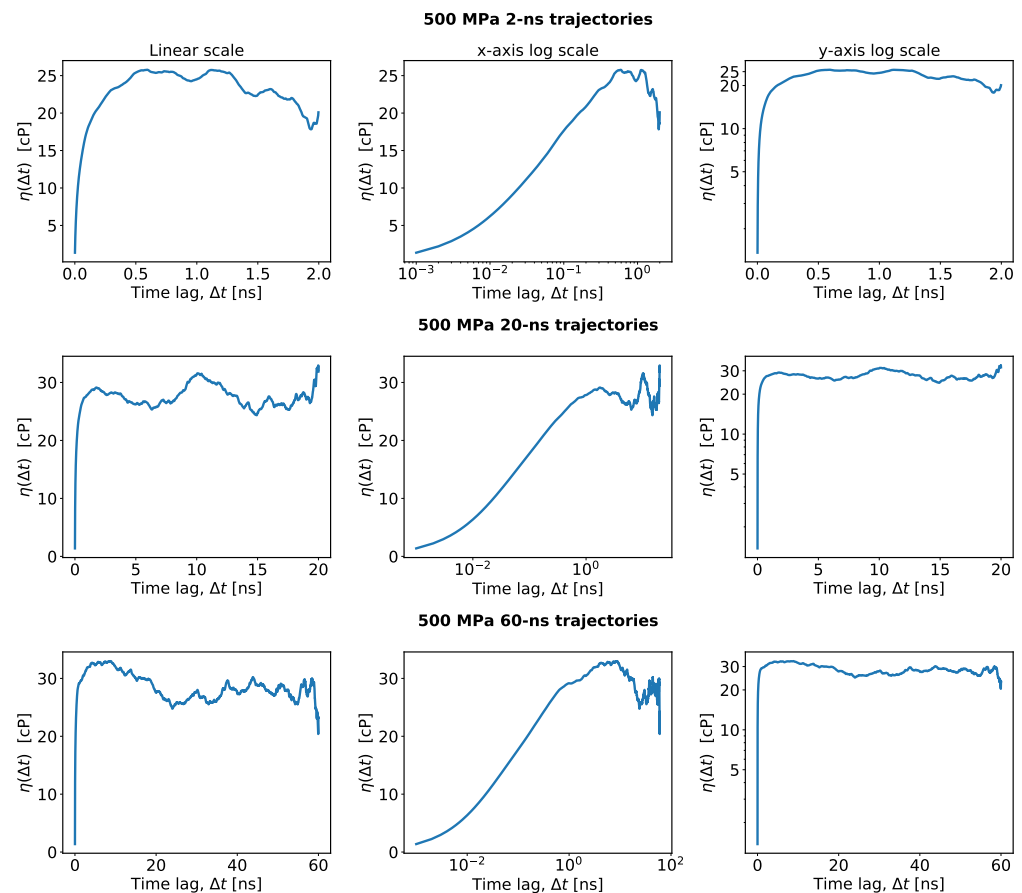 500 MPa 2-ns trajectories
Linear scale
x-axis log scale
y-axis log scale
η(Δt) [cP]
25
20
15
10
5
0.0 0.5 1.0 1.5 2.0
Time lag, Δt [ns]
η(Δt) [cP]
25
20
15
10
5
10⁻³ 10⁻² 10⁻¹ 10⁰
Time lag, Δt [ns]
η(Δt) [cP]
25
20
10
5
0.0 0.5 1.0 1.5 2.0
Time lag, Δt [ns]
500 MPa 20-ns trajectories
η(Δt) [cP]
30
20
10
0
0 5 10 15 20
Time lag, Δt [ns]
η(Δt) [cP]
30
20
10
0
10⁻² 10⁰
Time lag, Δt [ns]
η(Δt) [cP]
30
20
10
5
0 5 10 15 20
Time lag, Δt [ns]
500 MPa 60-ns trajectories
η(Δt) [cP]
30
20
10
0
0 20 40 60
Time lag, Δt [ns]
η(Δt) [cP]
30
20
10
0
10⁻² 10⁰ 10²
Time lag, Δt [ns]
η(Δt) [cP]
30
20
10
5
0 20 40 60
Time lag, Δt [ns]